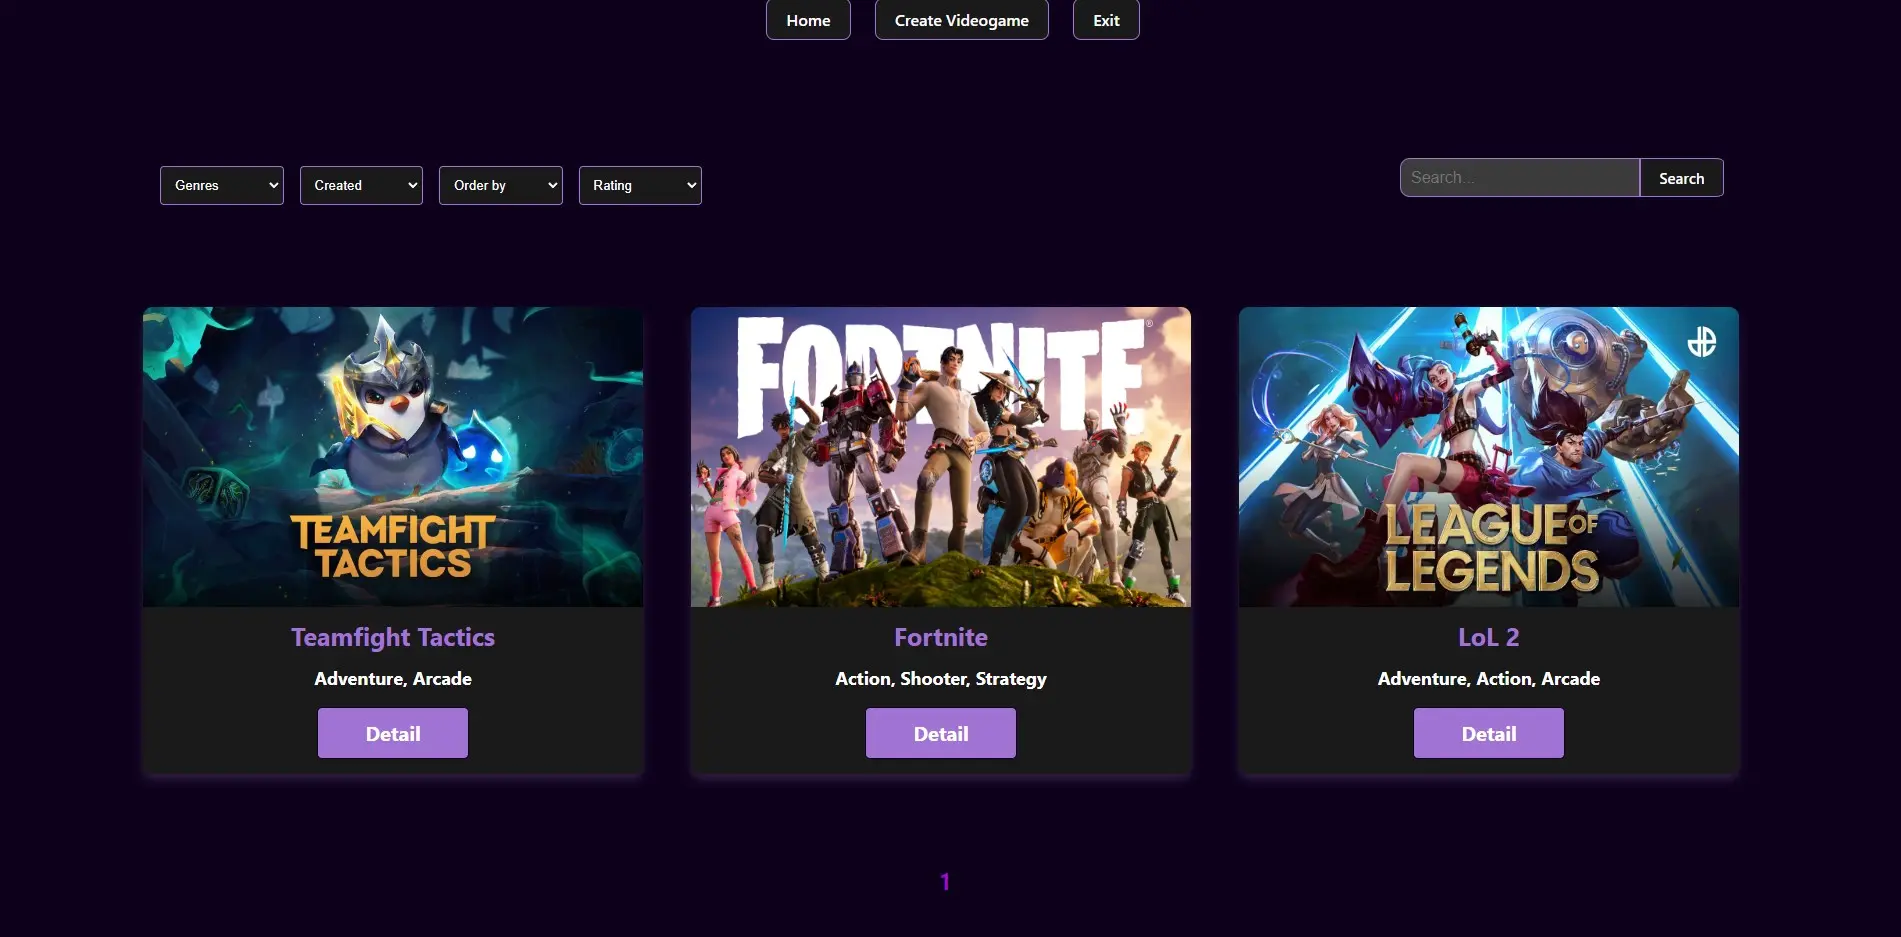 Home Create Videogame Exit
Genres Created Order by Rating Search... Search
TEAMFIGHT
TACTICS
FORTNITE®
LEAGUE OF
LEGENDS
Teamfight Tactics Fortnite LoL 2
Adventure, Arcade Action, Shooter, Strategy Adventure, Action, Arcade
Detail Detail Detail
1